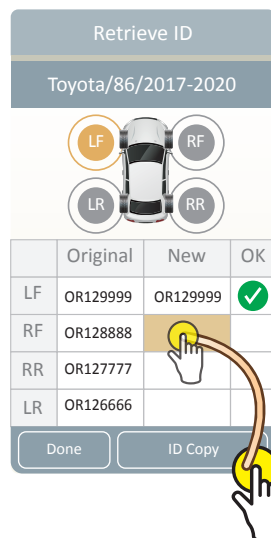 Retrieve ID
Toyota/86/2017-2020
LF RF
LR RR
Original New OK
LF OR129999 OR129999
RF OR128888
RR OR127777
LR OR126666
Done ID Copy